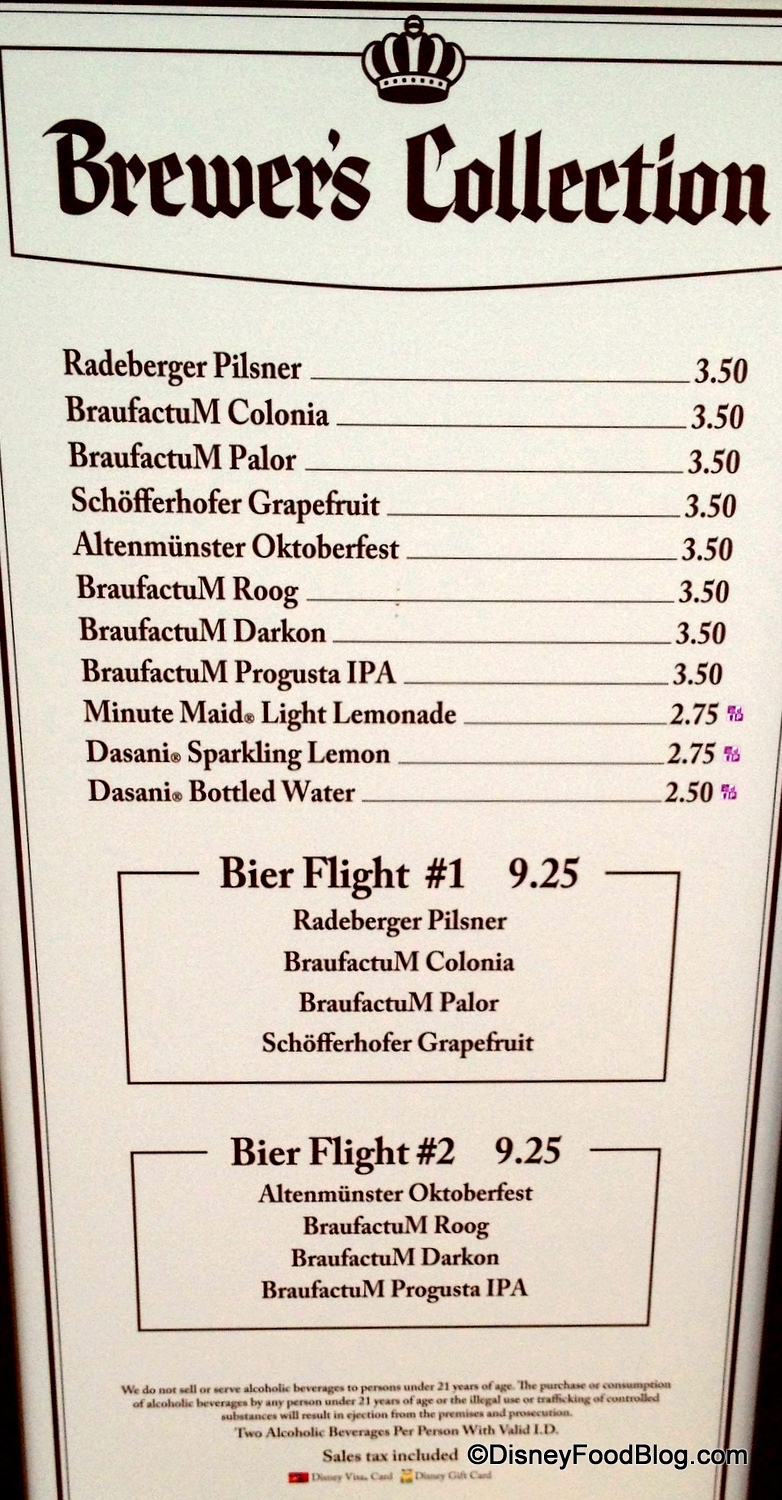 Brewer's Collection
Radeberger Pilsner 3.50
BraufactuM Colonia 3.50
BraufactuM Palor 3.50
Schöfferhofer Grapefruit 3.50
Altenmünster Oktoberfest 3.50
BraufactuM Roog 3.50
BraufactuM Darkon 3.50
BraufactuM Progusta IPA 3.50
Minute Maid® Light Lemonade 2.75
Dasani® Sparkling Lemon 2.75
Dasani® Bottled Water 2.50
Bier Flight #1 9.25
Radeberger Pilsner
BraufactuM Colonia
BraufactuM Palor
Schöfferhofer Grapefruit
Bier Flight #2 9.25
Altenmünster Oktoberfest
BraufactuM Roog
BraufactuM Darkon
BraufactuM Progusta IPA
We do not sell or serve alcoholic beverages to persons under 21 years of age. The purchase or consumption
of alcoholic beverages by any person under 21 years of age or the illegal use or trafficking of controlled
substances will result in ejection from the premises and prosecution.
Two Alcoholic Beverages Per Person With Valid I.D.
Sales tax included ©DisneyFoodBlog.com
Disney Visa® Card Disney Gift Card